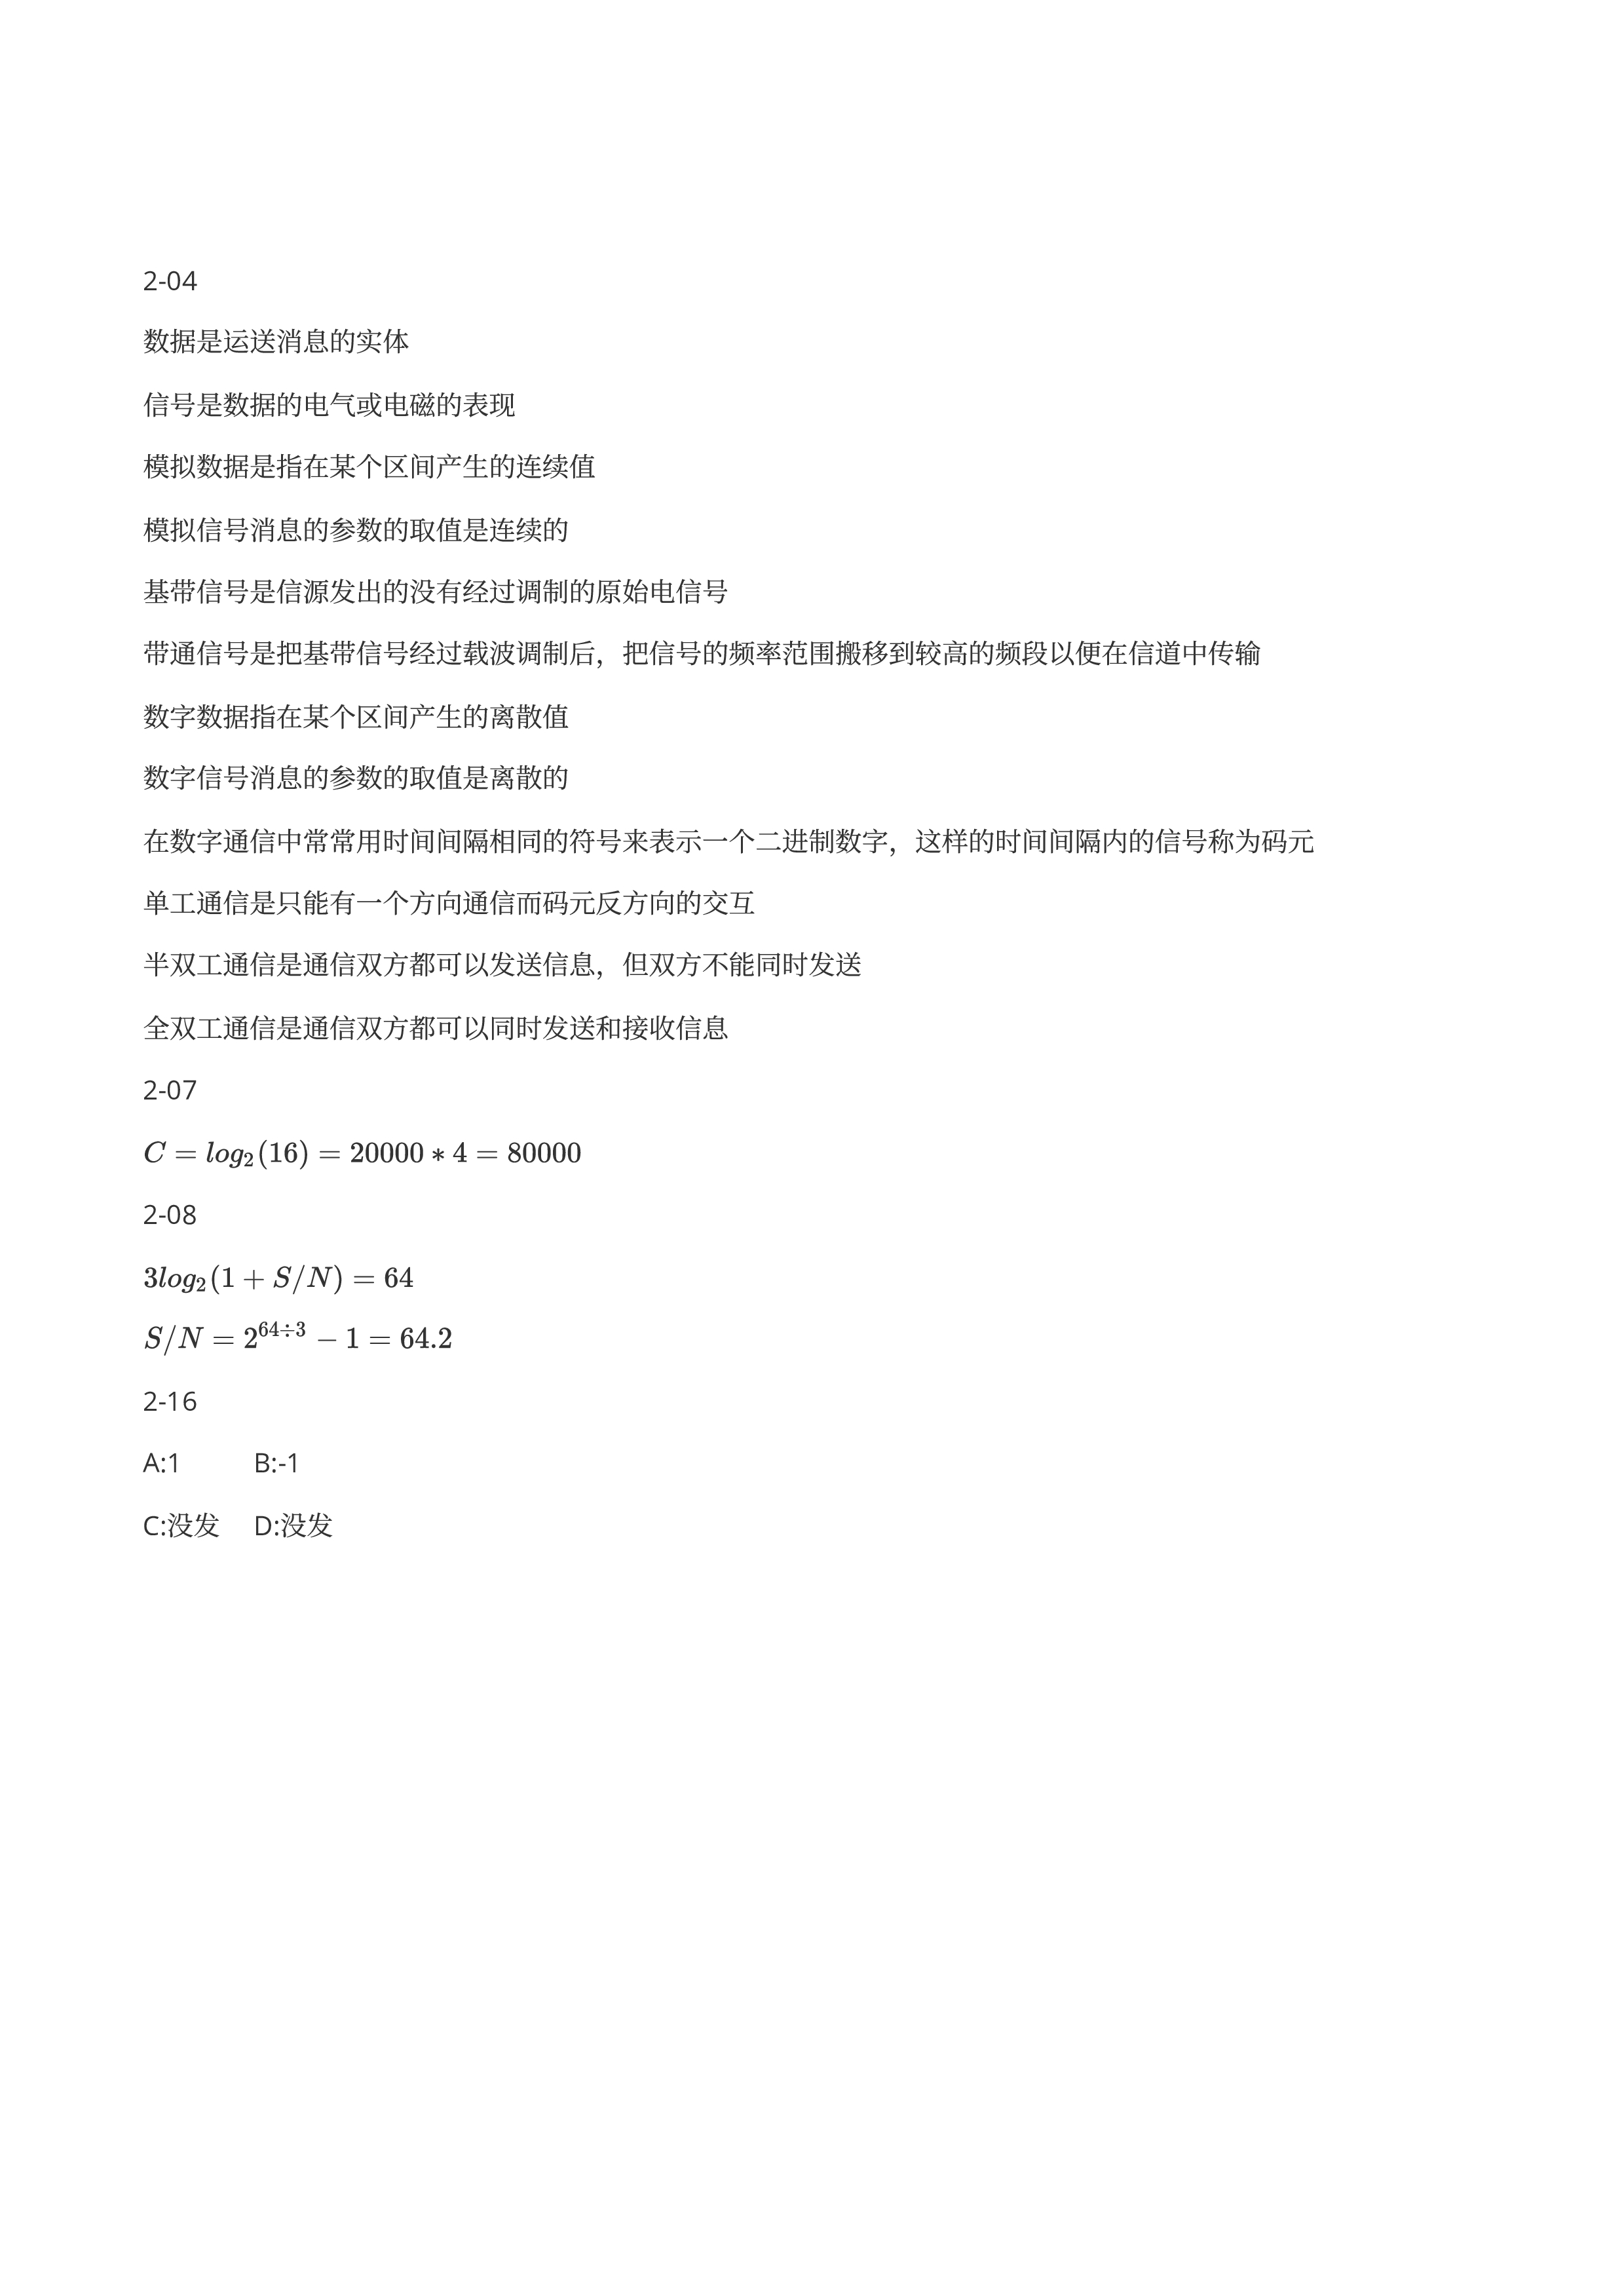 2-04
数据是运送消息的实体
信号是数据的电气或电磁的表现
模拟数据是指在某个区间产生的连续值
模拟信号消息的参数的取值是连续的
基带信号是信源发出的没有经过调制的原始电信号
带通信号是把基带信号经过载波调制后，把信号的频率范围搬移到较高的频段以便在信道中传输
数字数据指在某个区间产生的离散值
数字信号消息的参数的取值是离散的
在数字通信中常常用时间间隔相同的符号来表示一个二进制数字，这样的时间间隔内的信号称为码元
单工通信是只能有一个方向通信而码元反方向的交互
半双工通信是通信双方都可以发送信息，但双方不能同时发送
全双工通信是通信双方都可以同时发送和接收信息
2-07
$C = log_2(16) = 20000 * 4 = 80000$
2-08
$3log_2(1 + S/N) = 64$
$S/N = 2^{64÷3} - 1 = 64.2$
2-16
A:1 B:-1
C:没发 D:没发